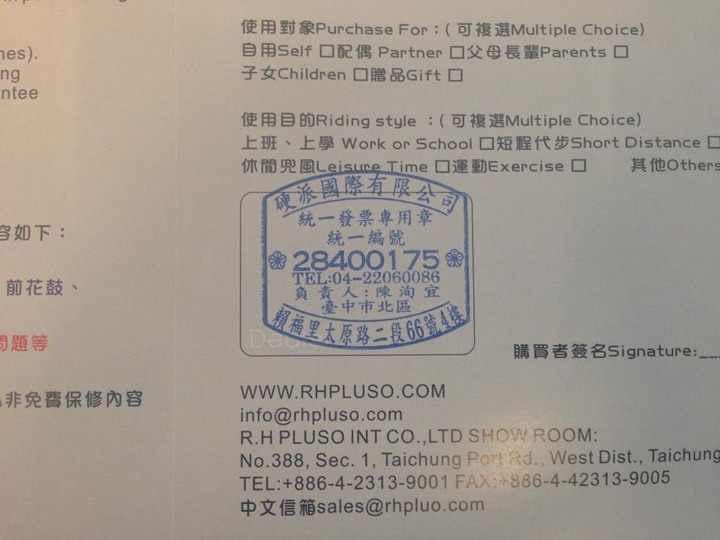 使用對象Purchase For：( 可複選Multiple Choice)
自用Self □配偶 Partner □父母長輩Parents □
子女Children □贈品Gift □
使用目的Riding style ：( 可複選Multiple Choice)
上班、上學 Work or School □短程代步Short Distance □
休閒兜風Leisure Time □運動Exercise □ 其他Others
nes).
ng
ntee
容如下：
前花鼓、
問題等
非免費保修內容
硬派國際有限公司
統一發票專用章
統一編號
28400175
TEL:04-22060086
負責人：陳洵宜
臺中市北區
賴福里太原路二段66號4樓
購買者簽名Signature:__
WWW.RHPLUSO.COM
info@rhpluso.com
R.H PLUSO INT CO.,LTD SHOW ROOM:
No.388, Sec. 1, Taichung Port Rd., West Dist., Taichung
TEL:+886-4-2313-9001 FAX:+886-4-42313-9005
中文信箱sales@rhpluo.com